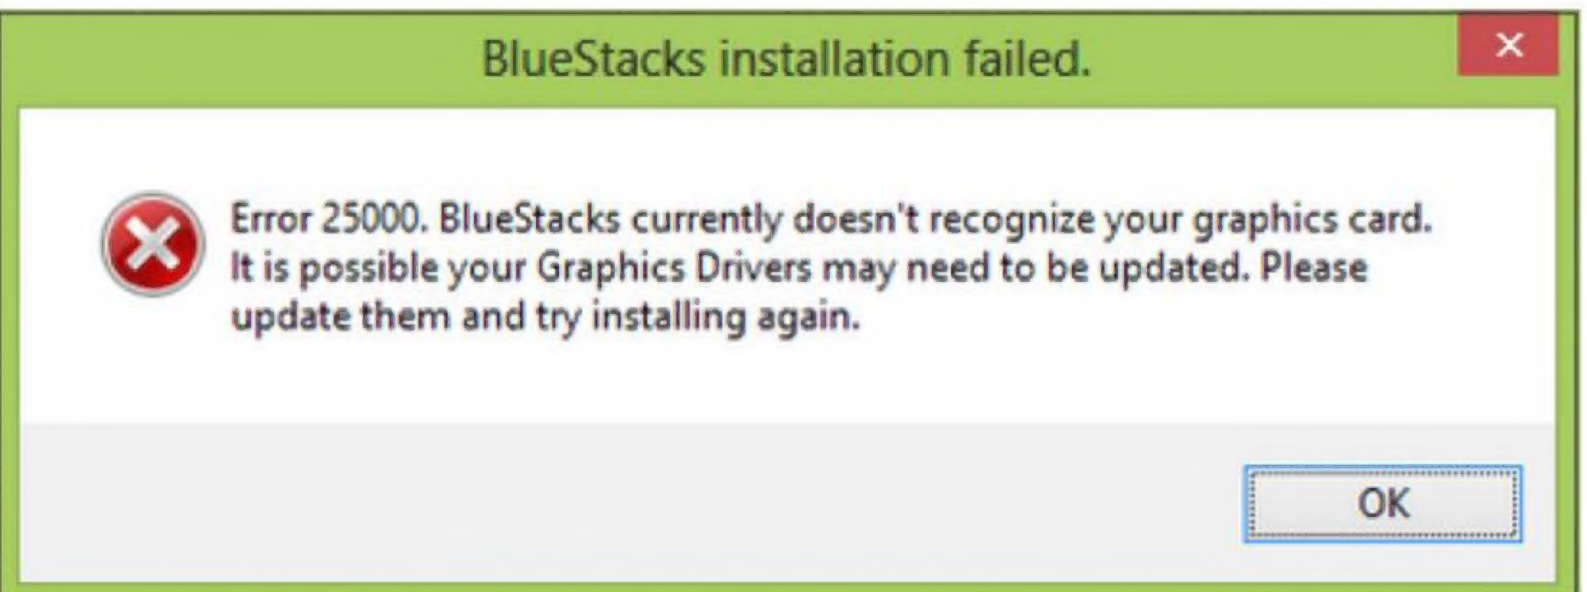 BlueStacks installation failed.
Error 25000. BlueStacks currently doesn't recognize your graphics card.
It is possible your Graphics Drivers may need to be updated. Please
update them and try installing again.
OK